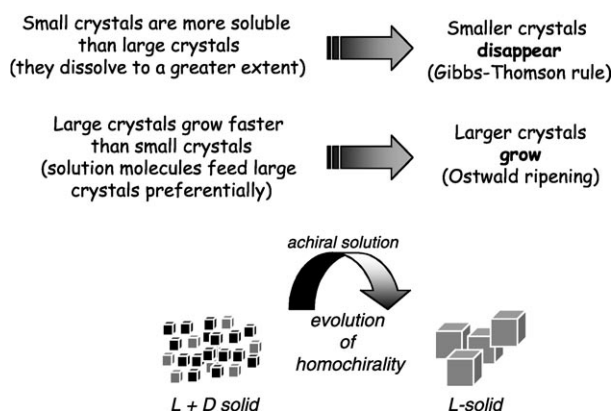 Small crystals are more soluble
than large crystals
(they dissolve to a greater extent)
Smaller crystals
disappear
(Gibbs-Thomson rule)
Large crystals grow faster
than small crystals
(solution molecules feed large
crystals preferentially)
Larger crystals
grow
(Ostwald ripening)
achiral solution
evolution
of
homochirality
L + D solid
L-solid